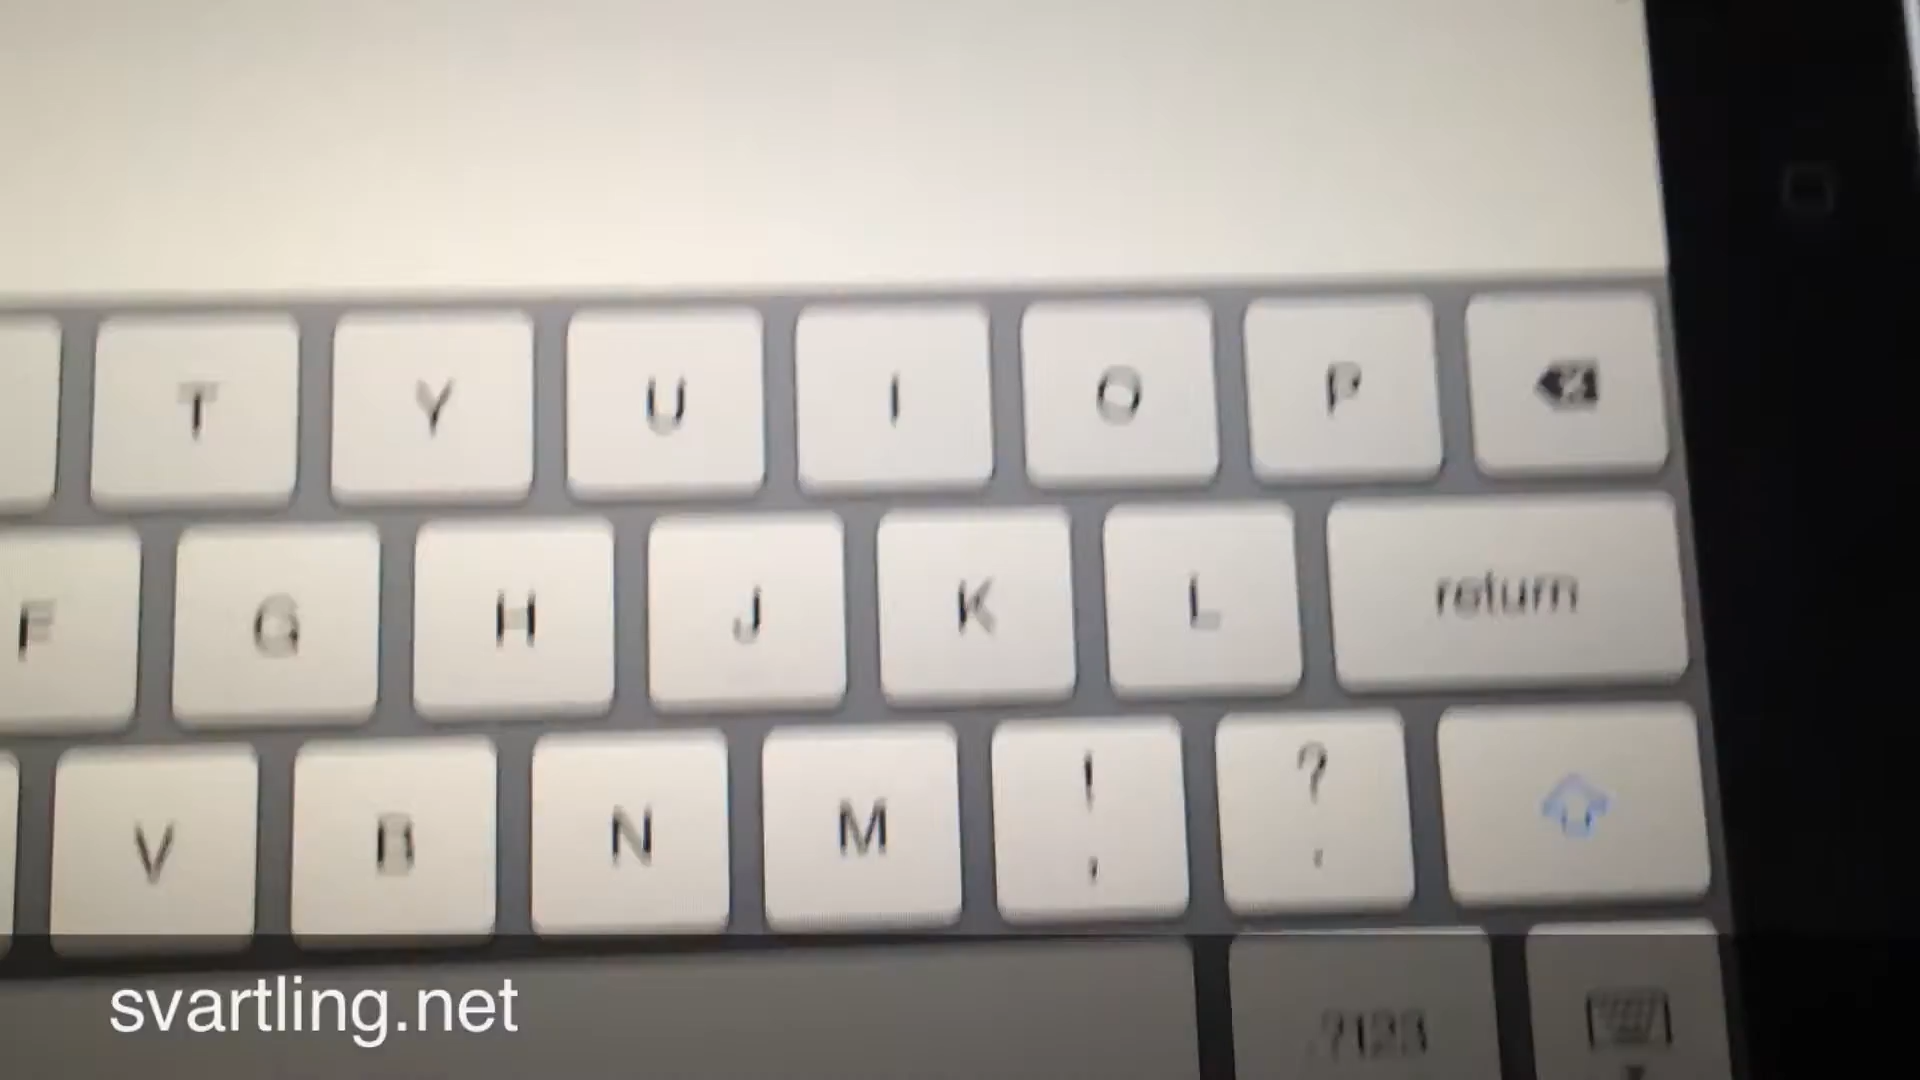 T Y U I O P
F G H J K L return
V B N M ! ?
, .
.?123
svartling.net